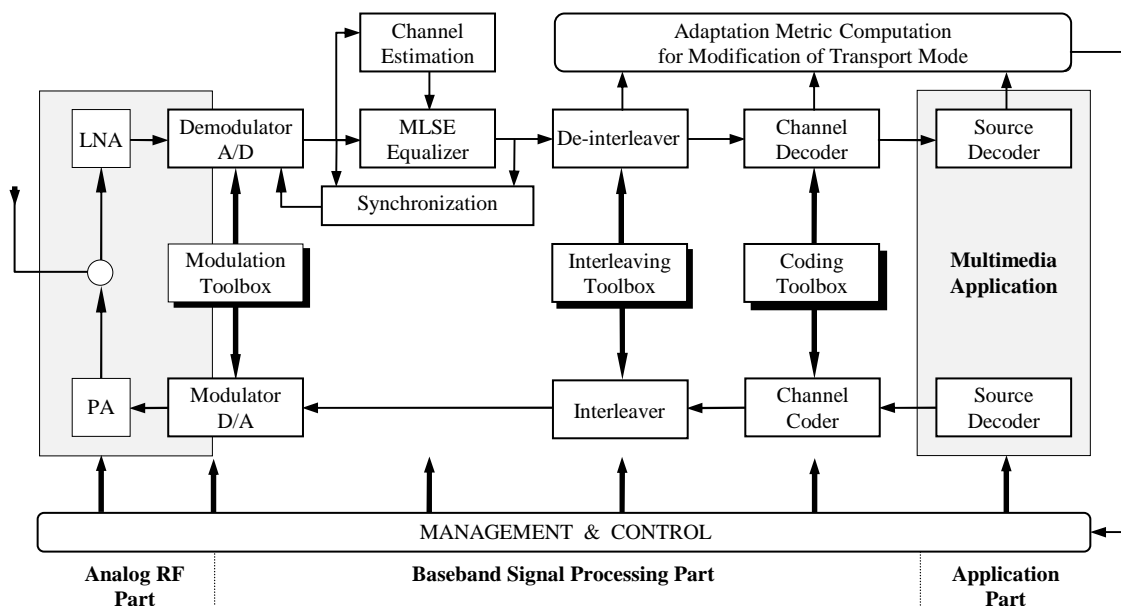 Channel
Estimation
Adaptation Metric Computation
for Modification of Transport Mode
LNA
Demodulator
A/D
MLSE
Equalizer
De-interleaver
Channel
Decoder
Source
Decoder
Synchronization
Modulation
Toolbox
Interleaving
Toolbox
Coding
Toolbox
Multimedia
Application
PA
Modulator
D/A
Interleaver
Channel
Coder
Source
Decoder
MANAGEMENT & CONTROL
Analog RF
Part
Baseband Signal Processing Part
Application
Part